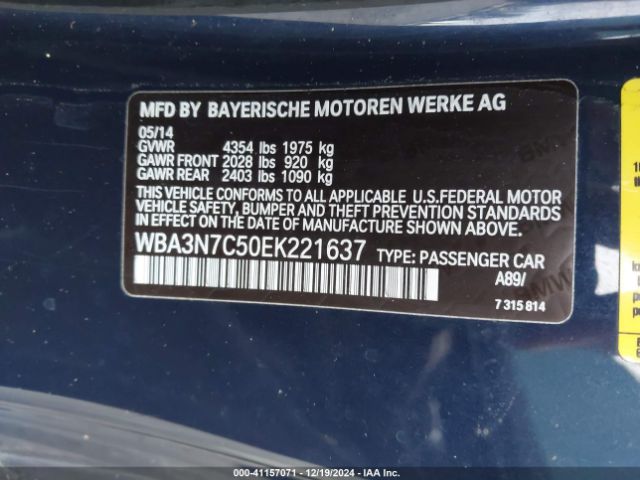 MFD BY BAYERISCHE MOTOREN WERKE AG
05/14
GVWR 4354 lbs 1975 kg
GAWR FRONT 2028 lbs 920 kg
GAWR REAR 2403 lbs 1090 kg
THIS VEHICLE CONFORMS TO ALL APPLICABLE U.S.FEDERAL MOTOR
VEHICLE SAFETY, BUMPER AND THEFT PREVENTION STANDARDS
IN EFFECT ON THE DATE OF MANUFACTURE SHOWN ABOVE.
WBA3N7C50EK221637 TYPE: PASSENGER CAR
A89/
7 315 814
000-41157071 - 12/19/2024 - IAA Inc.